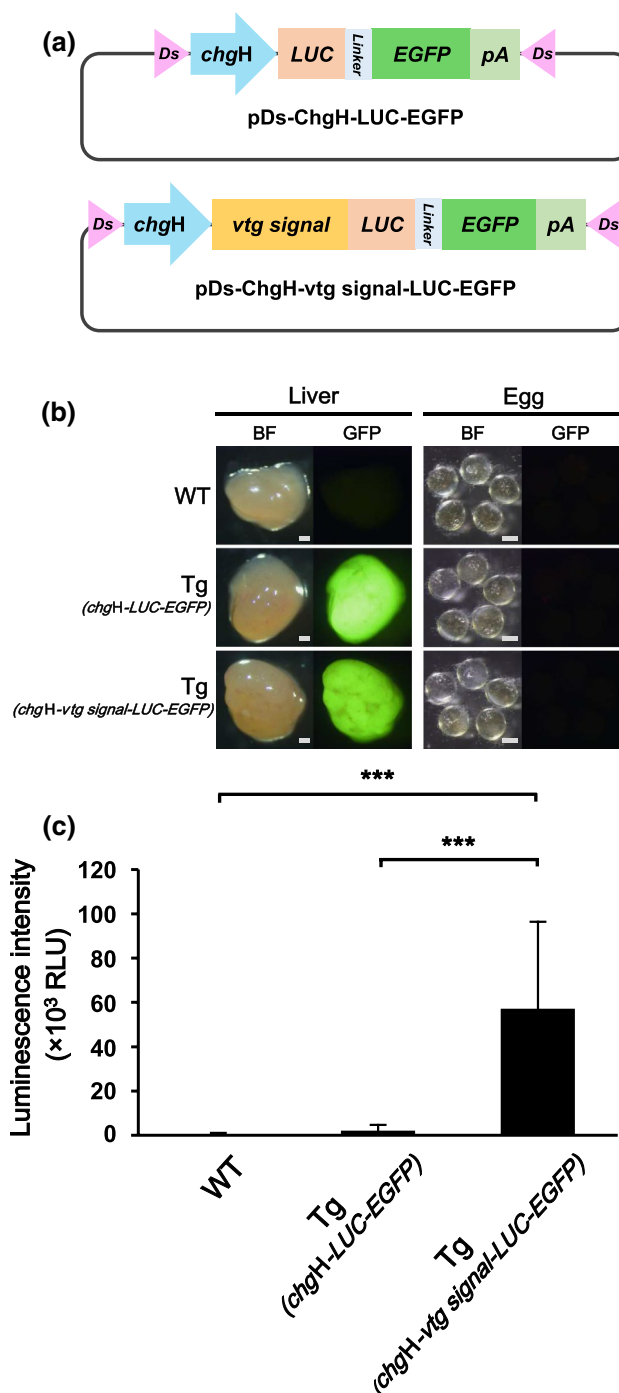 (a)
Ds chgH LUC Linker EGFP pA Ds
pDs-ChgH-LUC-EGFP
Ds chgH vtg signal LUC Linker EGFP pA Ds
pDs-ChgH-vtg signal-LUC-EGFP
(b)
Liver Egg
BF GFP BF GFP
WT
Tg
(chgH-LUC-EGFP)
Tg
(chgH-vtg signal-LUC-EGFP)
***
(c)
***
Luminescence intensity
(×10³ RLU)
120
100
80
60
40
20
0
WT
Tg
(chgH-LUC-EGFP)
Tg
(chgH-vtg signal-LUC-EGFP)